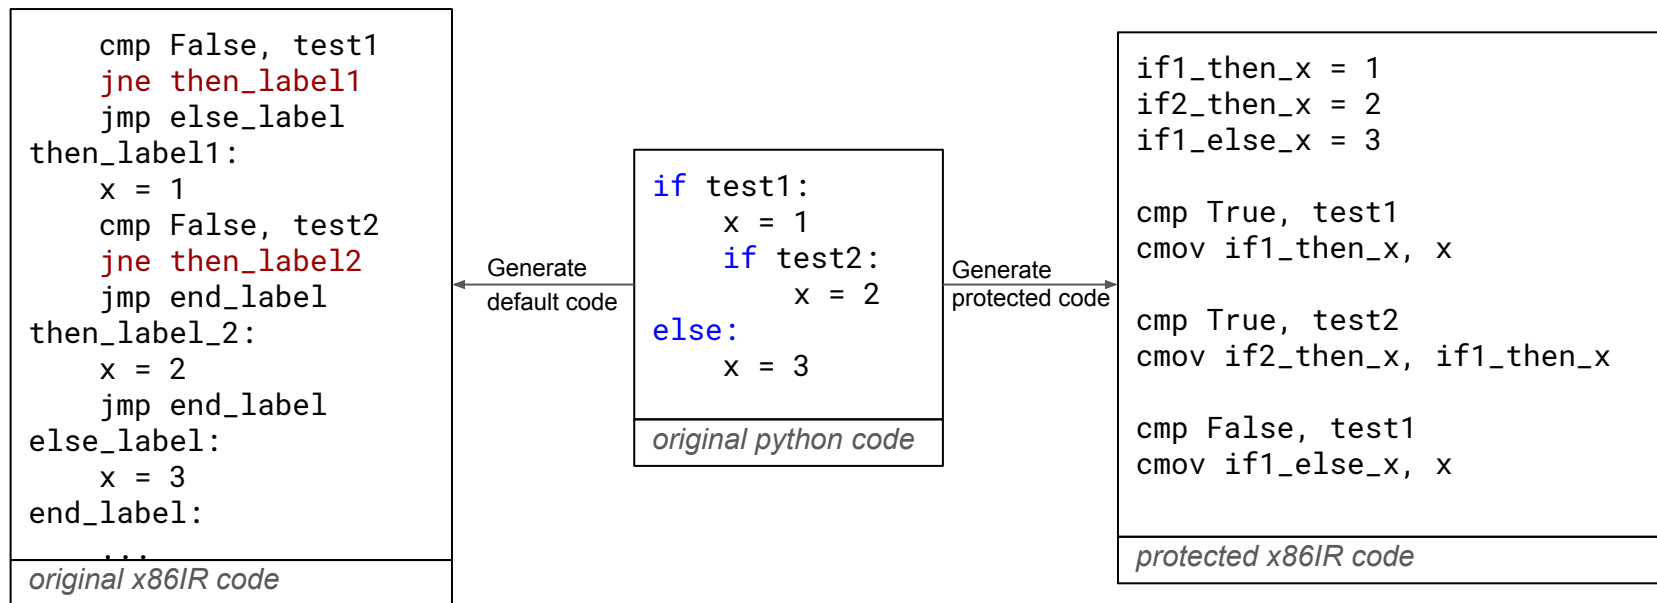 cmp False, test1
    jne then_label1
    jmp else_label
then_label1:
    x = 1
    cmp False, test2
    jne then_label2
    jmp end_label
then_label_2:
    x = 2
    jmp end_label
else_label:
    x = 3
end_label:
    ...
original x86IR code
Generate
default code
if test1:
    x = 1
    if test2:
        x = 2
else:
    x = 3
original python code
Generate
protected code
if1_then_x = 1
if2_then_x = 2
if1_else_x = 3
cmp True, test1
cmov if1_then_x, x
cmp True, test2
cmov if2_then_x, if1_then_x
cmp False, test1
cmov if1_else_x, x
protected x86IR code